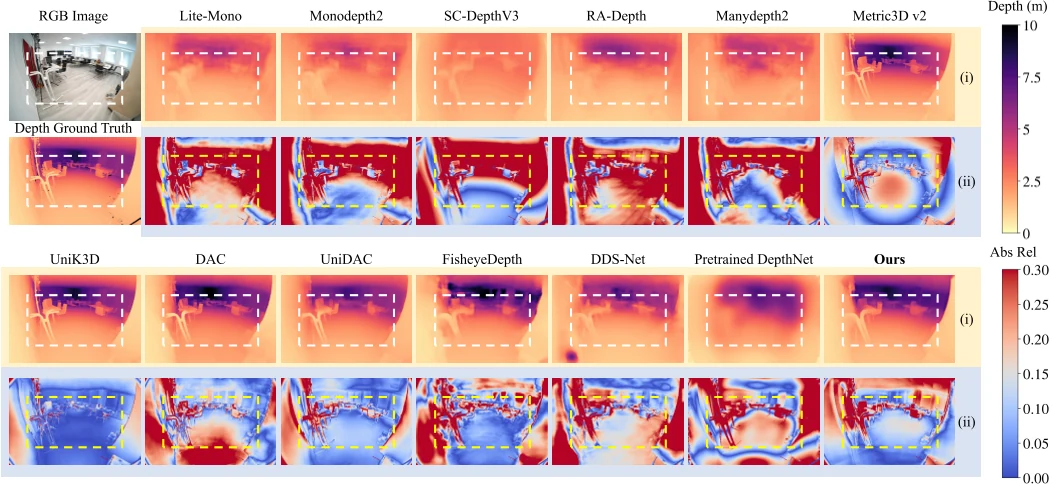 RGB Image Lite-Mono Monodepth2 SC-DepthV3 RA-Depth Manydepth2 Metric3D v2 Depth (m)
10
(i)
7.5
Depth Ground Truth
5
(ii)
2.5
0
UniK3D DAC UniDAC FisheyeDepth DDS-Net Pretrained DepthNet Ours Abs Rel
0.30
0.25
(i)
0.20
0.15
0.10
(ii)
0.05
0.00